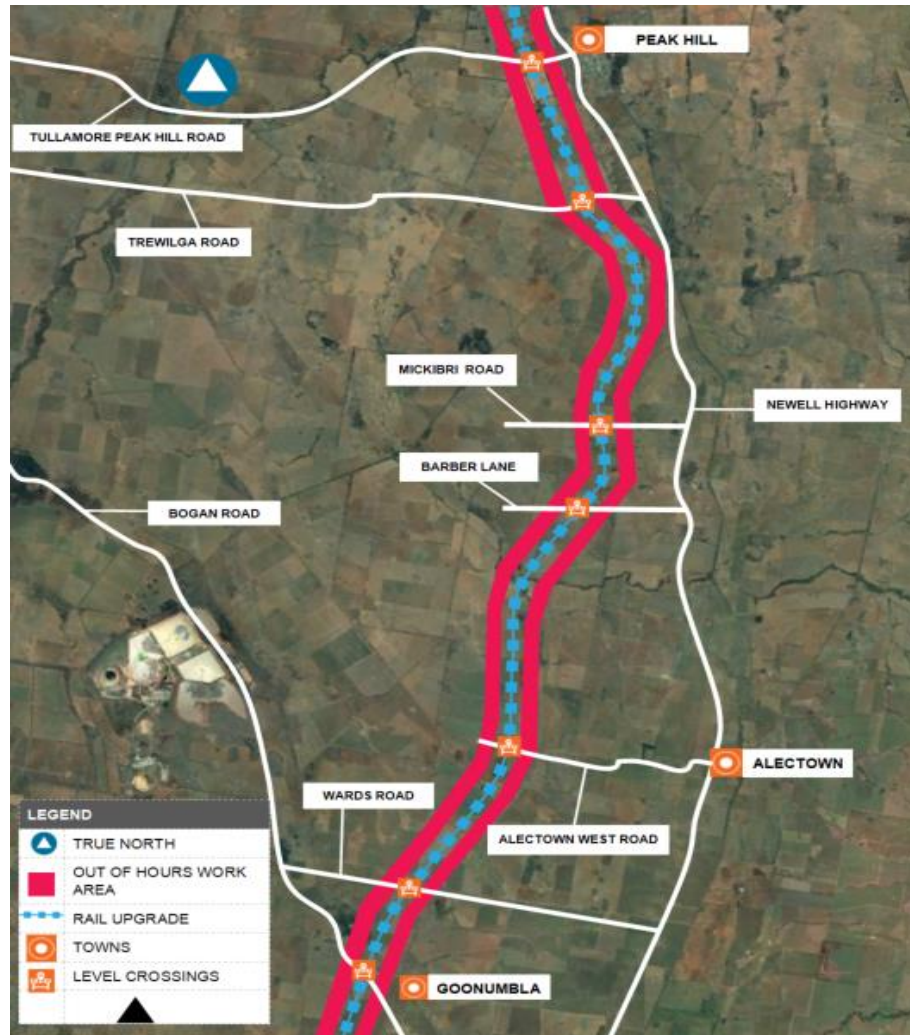 PEAK HILL
TULLAMORE PEAK HILL ROAD
TREWILGA ROAD
MICKIBRI ROAD
NEWELL HIGHWAY
BARBER LANE
BOGAN ROAD
ALECTOWN
WARDS ROAD
ALECTOWN WEST ROAD
GOONUMBLA
LEGEND
TRUE NORTH
OUT OF HOURS WORK
AREA
RAIL UPGRADE
TOWNS
LEVEL CROSSINGS